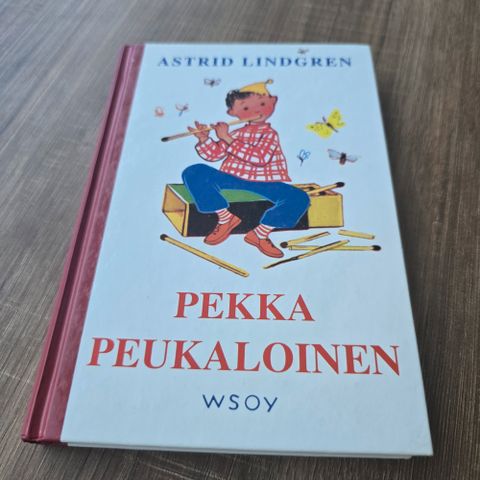 ASTRID LINDGREN
PEKKA
PEUKALOINEN
WSOY